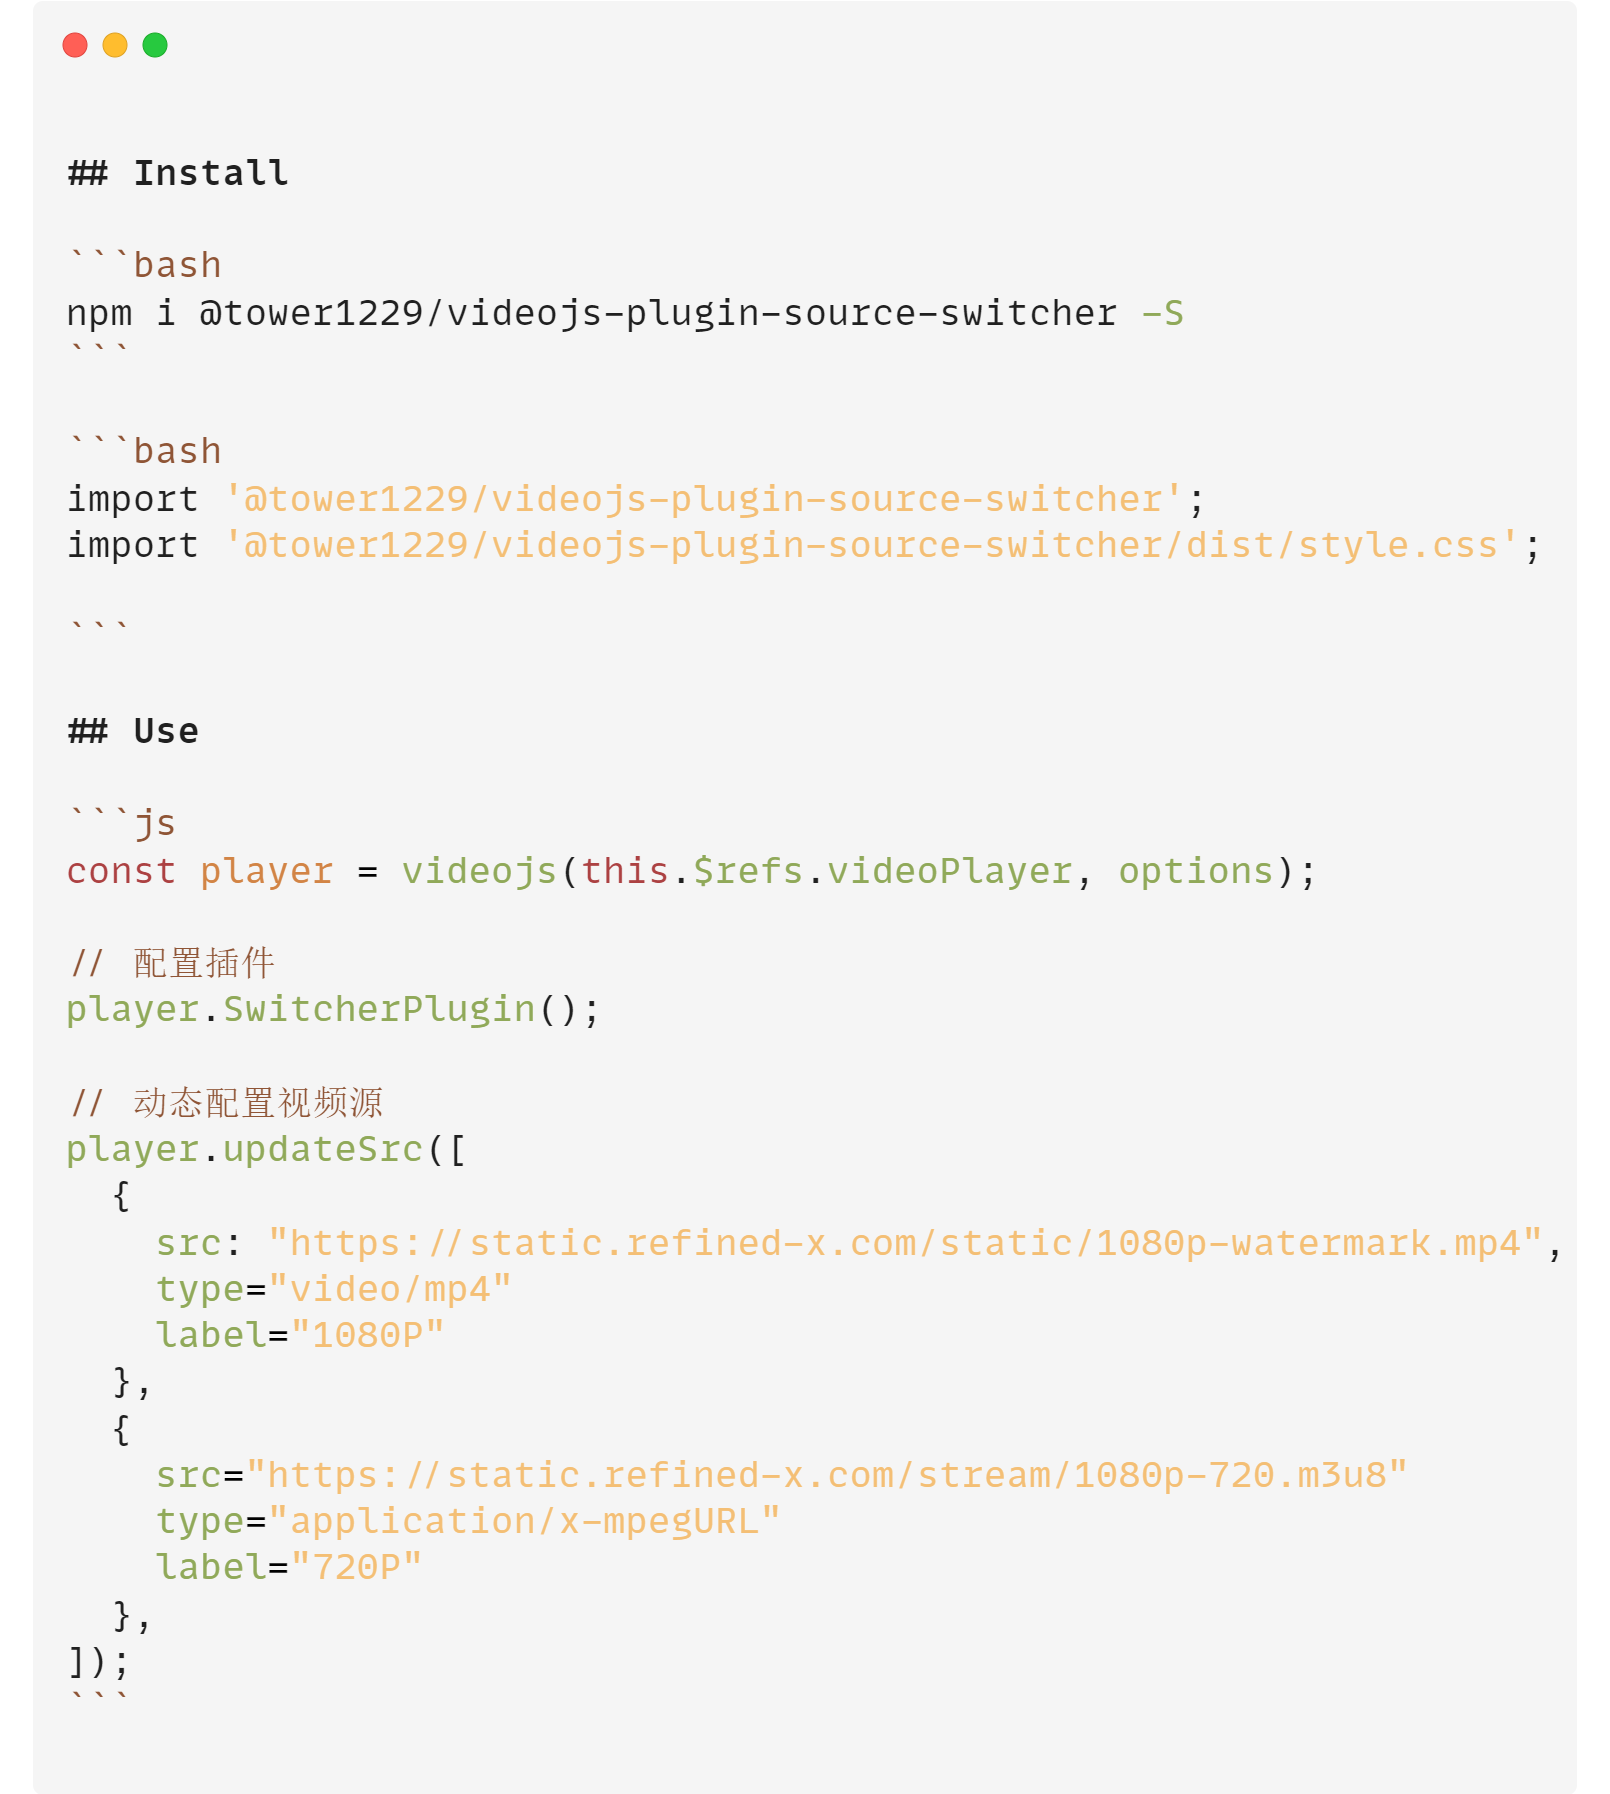 ## Install
```bash
npm i @tower1229/videojs-plugin-source-switcher -S
```
```bash
import '@tower1229/videojs-plugin-source-switcher';
import '@tower1229/videojs-plugin-source-switcher/dist/style.css';
```
## Use
```js
const player = videojs(this.$refs.videoPlayer, options);
// 配置插件
player.SwitcherPlugin();
// 动态配置视频源
player.updateSrc([
  {
    src: "https://static.refined-x.com/static/1080p-watermark.mp4",
    type="video/mp4"
    label="1080P"
  },
  {
    src="https://static.refined-x.com/stream/1080p-720.m3u8"
    type="application/x-mpegURL"
    label="720P"
  },
]);
```